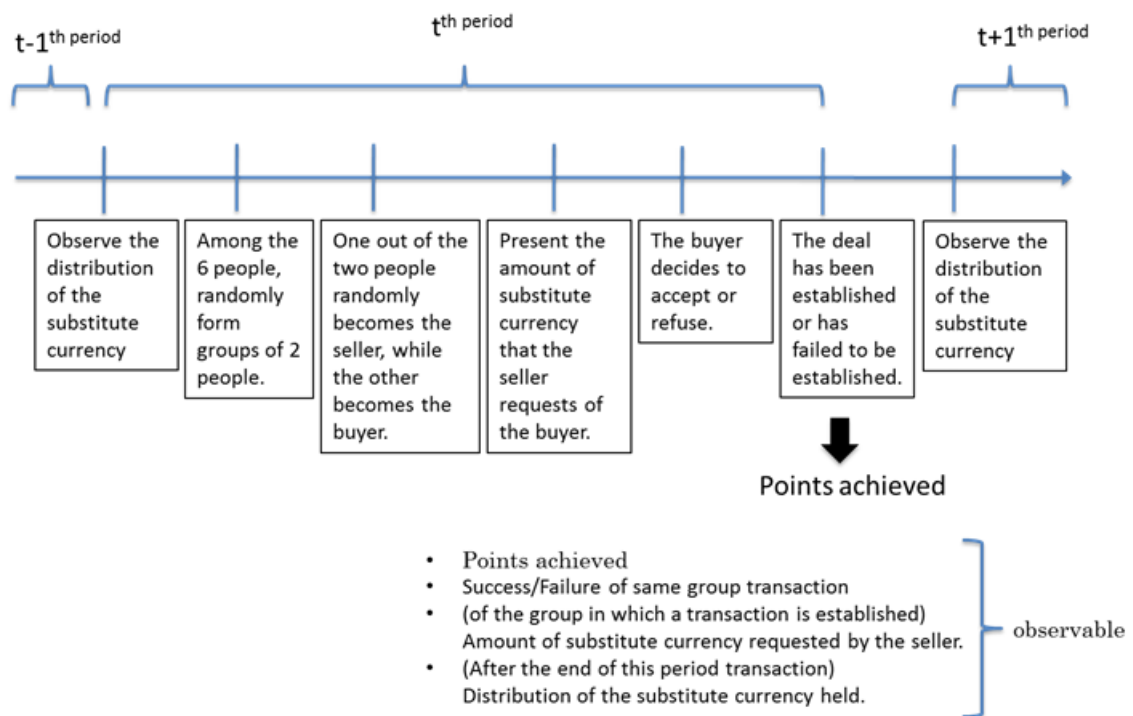 t-1th period
tth period
t+1th period
Observe the
distribution
of the
substitute
currency
Among the
6 people,
randomly
form
groups of 2
people.
One out of the
two people
randomly
becomes the
seller, while
the other
becomes the
buyer.
Present the
amount of
substitute
currency
that the
seller
requests of
the buyer.
The buyer
decides to
accept or
refuse.
The deal
has been
established
or has
failed to be
established.
Observe the
distribution
of the
substitute
currency
Points achieved
• Points achieved
• Success/Failure of same group transaction
• (of the group in which a transaction is established)
Amount of substitute currency requested by the seller.
• (After the end of this period transaction)
Distribution of the substitute currency held.
observable